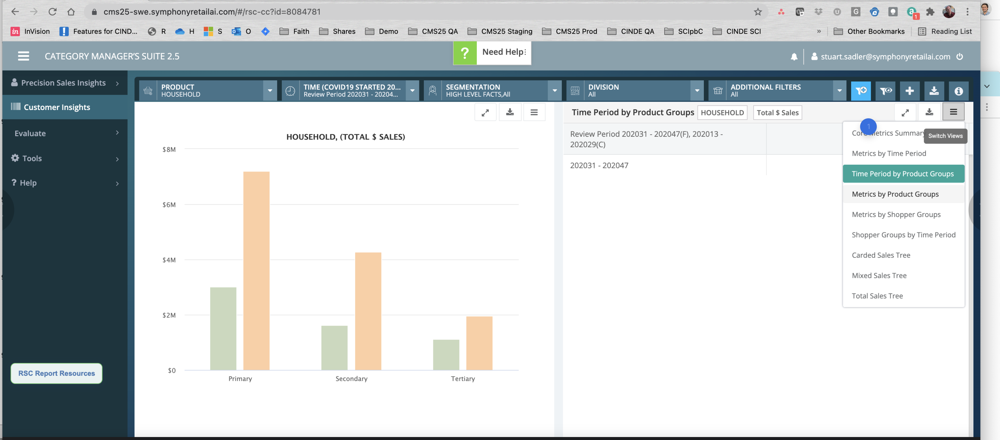 cms25-swe.symphonyretailai.com/#/rsc-cc?id=8084781
1
in InVision ! Features for CIND... R H S O Faith Shares Demo CMS25 QA CMS25 Staging CMS25 Prod CINDE QA SCIpbC CINDE SCI » Other Bookmarks Reading List
CATEGORY MANAGER'S SUITE 2.5
? Need Help
stuart.sadler@symphonyretailai.com
Precision Sales Insights
Customer Insights
Evaluate
Tools
? Help
RSC Report Resources
PRODUCT
HOUSEHOLD
TIME (COVID19 STARTED 20...
Review Period 202031 - 20204...
SEGMENTATION
HIGH LEVEL FACTS,All
DIVISION
All
ADDITIONAL FILTERS
All
HOUSEHOLD, (TOTAL $ SALES)
$8M
$6M
$4M
$2M
$0
Primary Secondary Tertiary
Time Period by Product Groups HOUSEHOLD Total $ Sales
Review Period 202031 - 202047(F), 202013 -
202029(C)
202031 - 202047
1
Metrics Summary
Switch Views
Metrics by Time Period
Time Period by Product Groups
Metrics by Product Groups
Metrics by Shopper Groups
Shopper Groups by Time Period
Carded Sales Tree
Mixed Sales Tree
Total Sales Tree